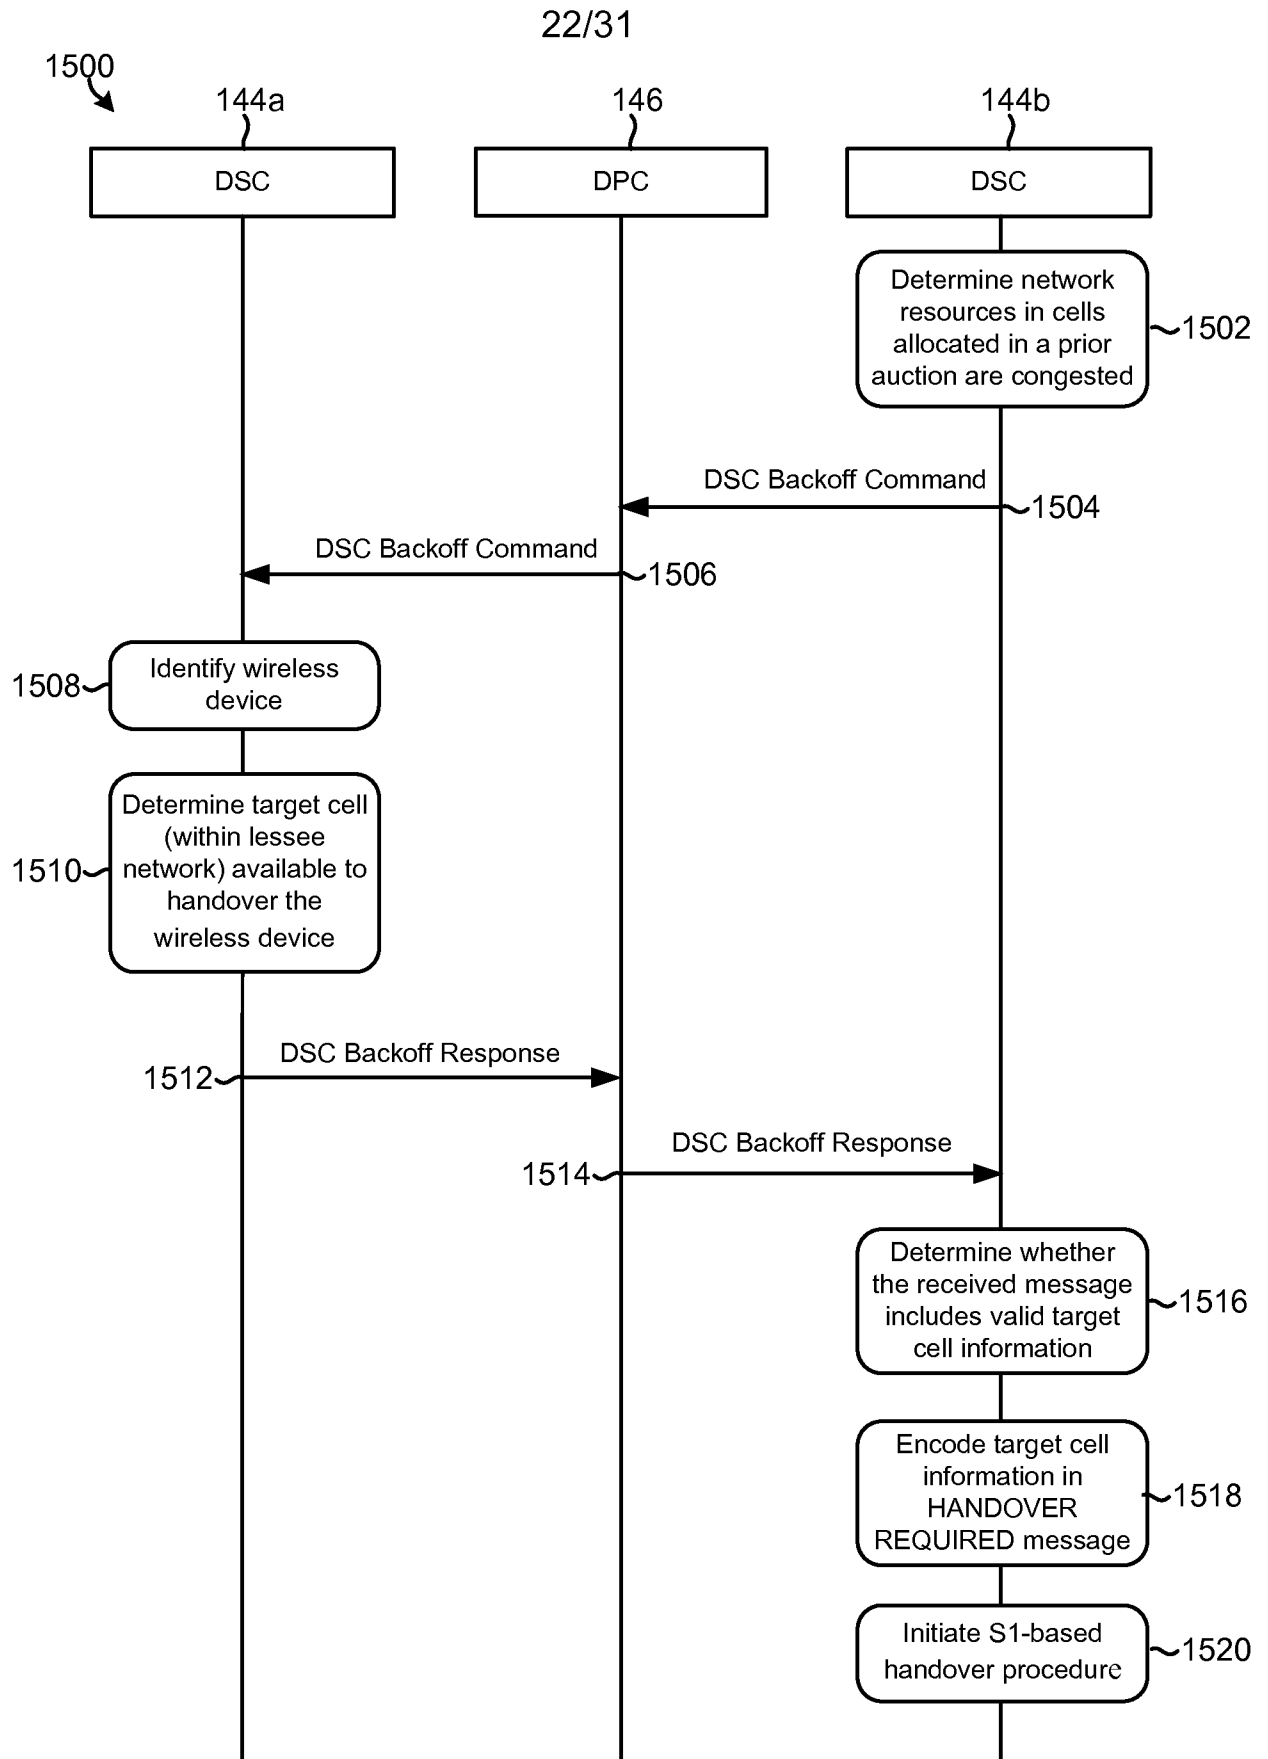 22/31
1500
144a
146
144b
DSC
DPC
DSC
Determine network
resources in cells
allocated in a prior
auction are congested
1502
DSC Backoff Command
1504
DSC Backoff Command
1506
Identify wireless
device
1508
Determine target cell
(within lessee
network) available to
handover the
wireless device
1510
DSC Backoff Response
1512
DSC Backoff Response
1514
Determine whether
the received message
includes valid target
cell information
1516
Encode target cell
information in
HANDOVER
REQUIRED message
1518
Initiate S1-based
handover procedure
1520